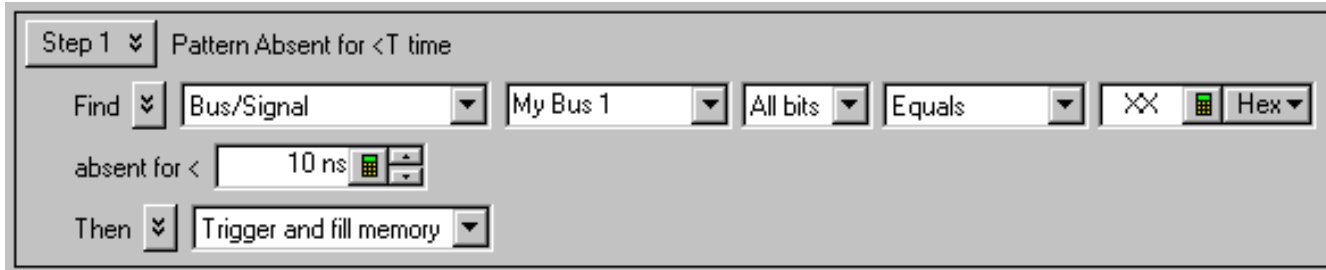 Step 1 Pattern Absent for <T time
Find Bus/Signal My Bus 1 All bits Equals XX Hex
absent for < 10 ns
Then Trigger and fill memory